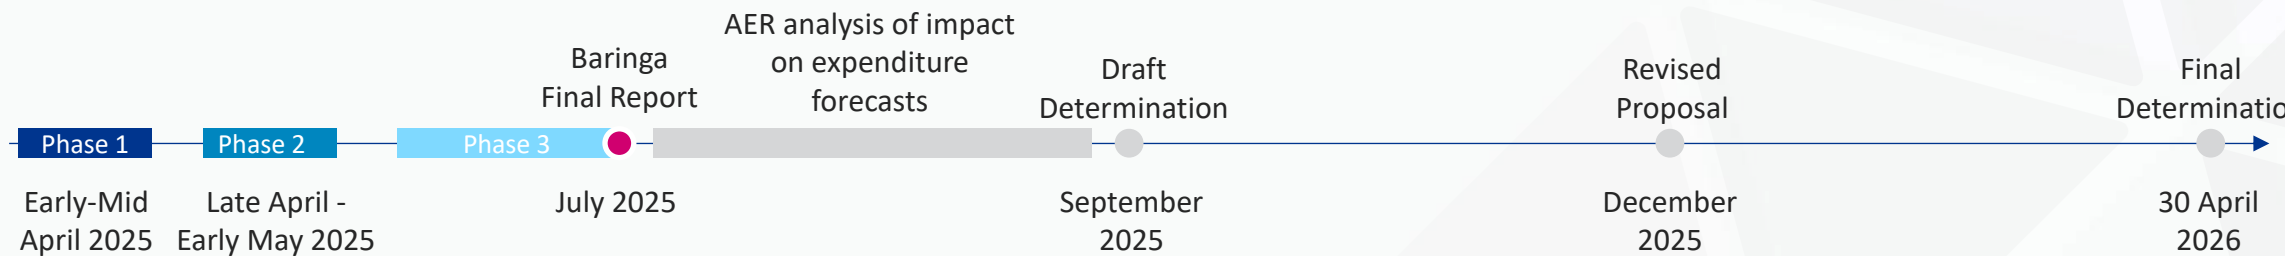 AER analysis of impact
on expenditure
forecasts
Baringa
Final Report
Draft
Determination
Revised
Proposal
Final
Determinatio
Phase 1
Phase 2
Phase 3
Early-Mid
April 2025
Late April -
Early May 2025
July 2025
September
2025
December
2025
30 April
2026